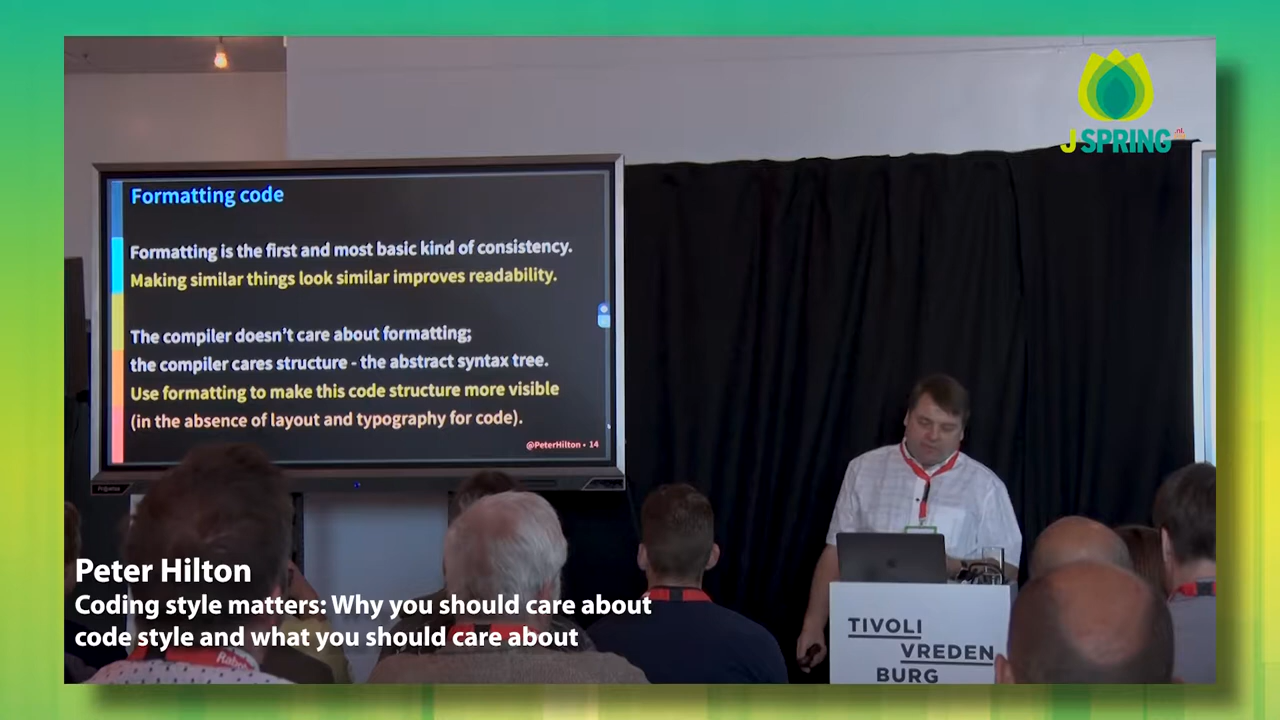 J SPRING.nl
Formatting code
Formatting is the first and most basic kind of consistency.
Making similar things look similar improves readability.
The compiler doesn't care about formatting;
the compiler cares structure - the abstract syntax tree.
Use formatting to make this code structure more visible
(in the absence of layout and typography for code).
@PeterHilton • 14
Peter Hilton
Coding style matters: Why you should care about
code style and what you should care about
TIVOLI
VREDEN
BURG